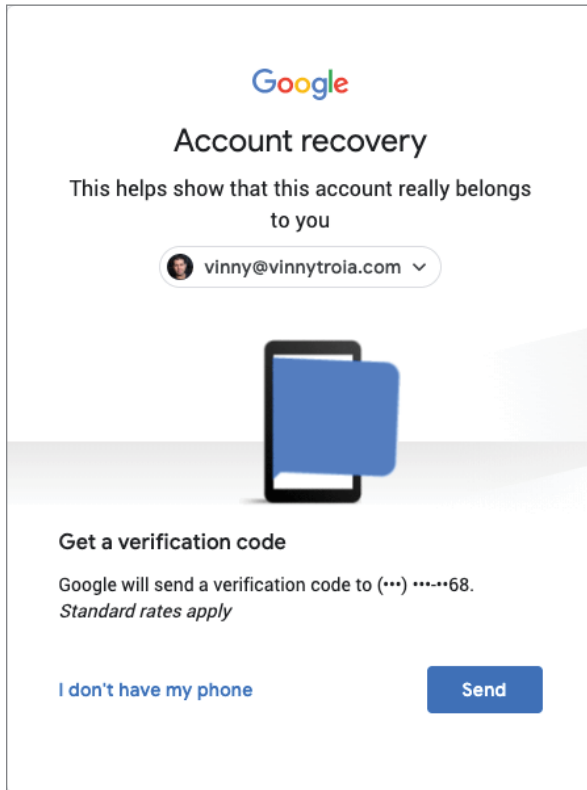 Google
Account recovery
This helps show that this account really belongs
to you
vinny@vinnytroia.com
Get a verification code
Google will send a verification code to (•••) •••-••68.
Standard rates apply
I don't have my phone
Send